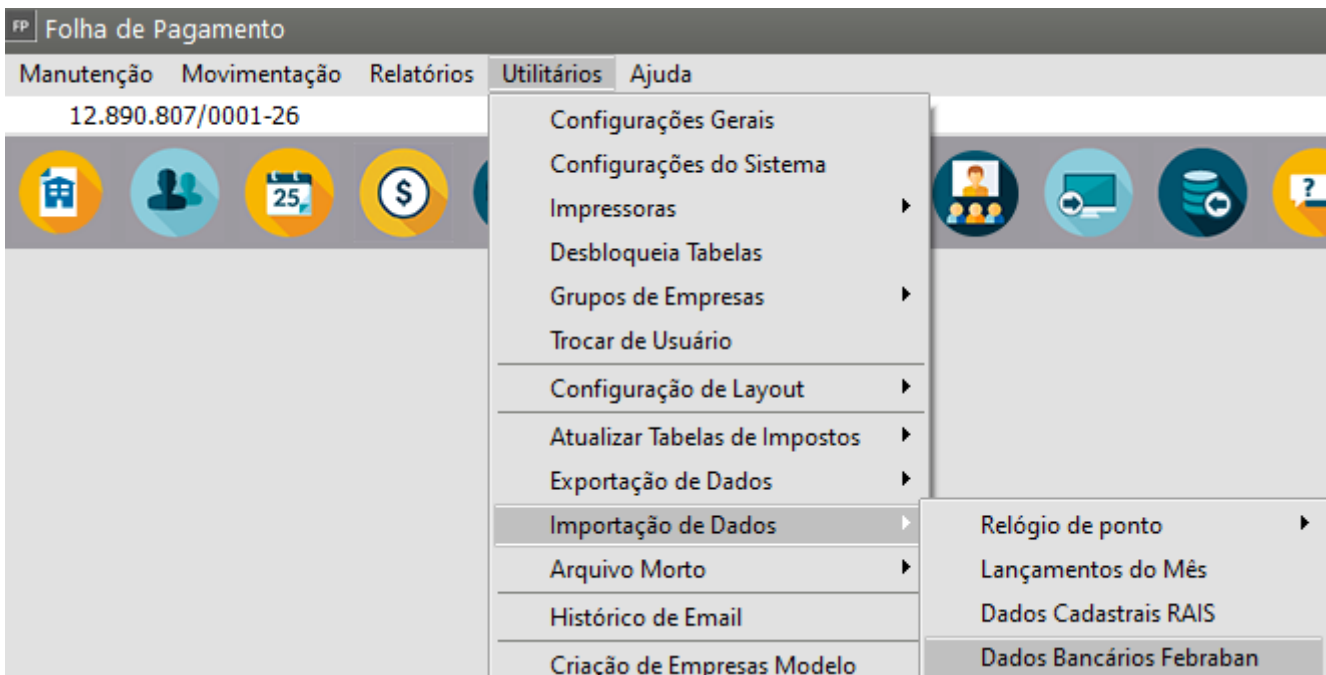 FP Folha de Pagamento
Manutenção Movimentação Relatórios Utilitários Ajuda
12.890.807/0001-26
25
$
?
Configurações Gerais
Configurações do Sistema
Impressoras
Desbloqueia Tabelas
Grupos de Empresas
Trocar de Usuário
Configuração de Layout
Atualizar Tabelas de Impostos
Exportação de Dados
Importação de Dados
Arquivo Morto
Histórico de Email
Criação de Empresas Modelo
Relógio de ponto
Lançamentos do Mês
Dados Cadastrais RAIS
Dados Bancários Febraban